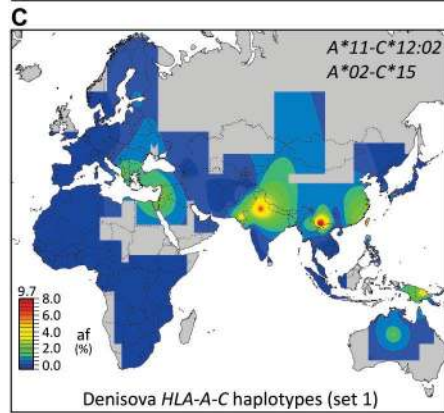 C
A*11-C*12:02
A*02-C*15
9.7
8.0
6.0
4.0
2.0
0.0
af
(%)
Denisova HLA-A-C haplotypes (set 1)